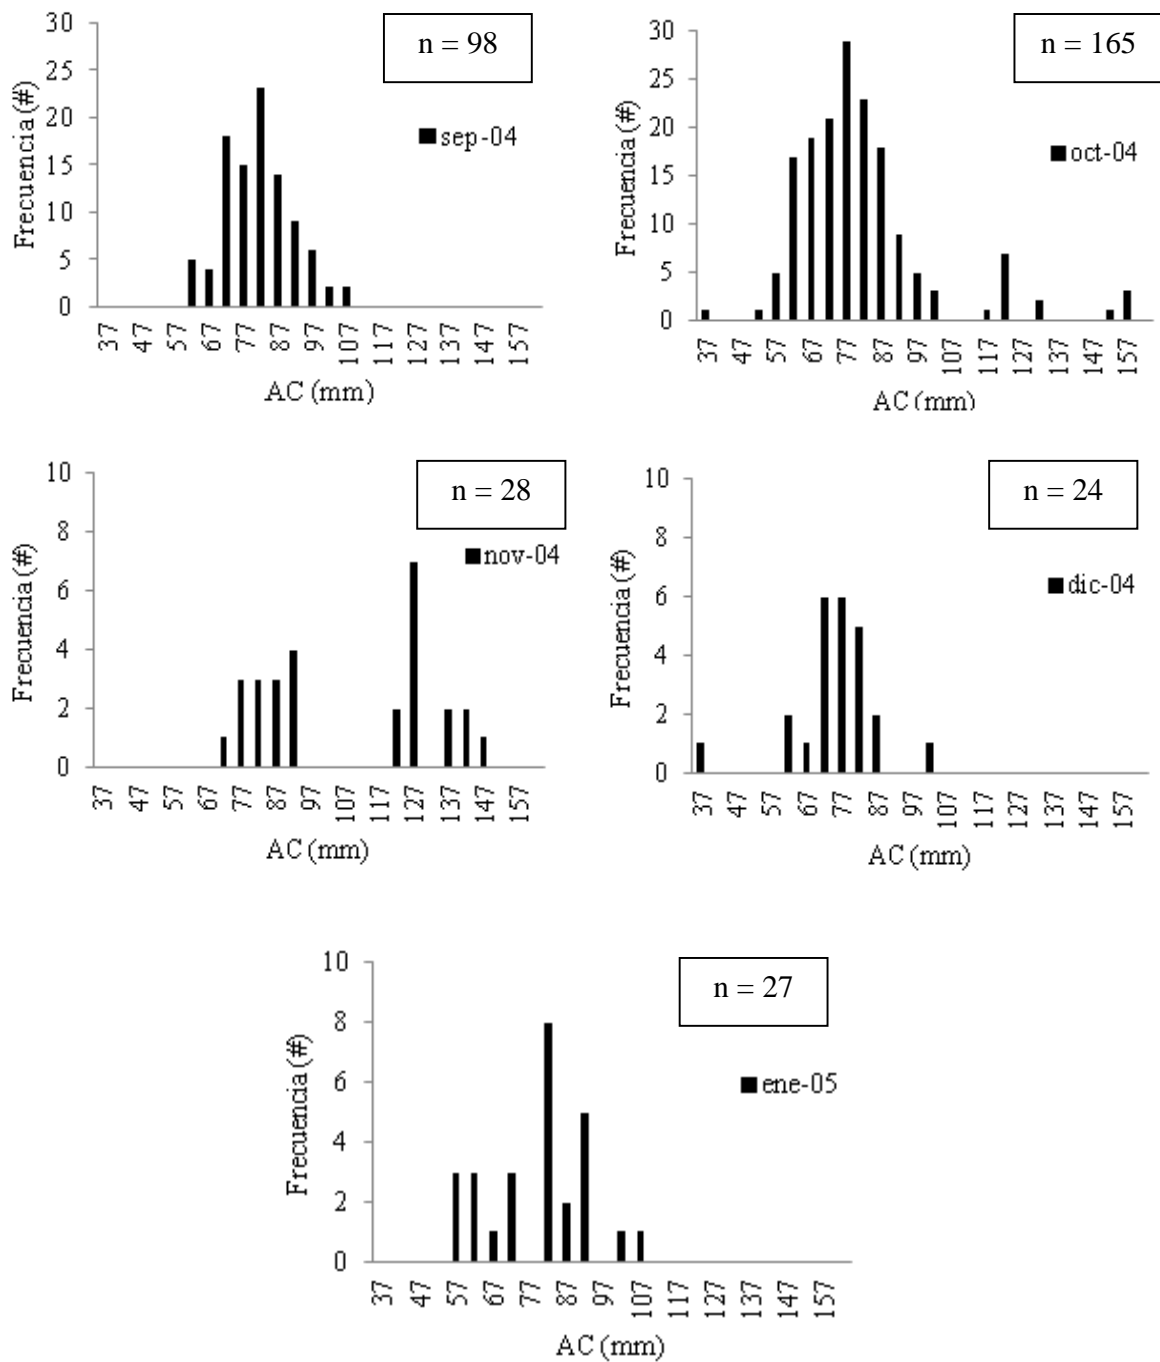 n = 98
sep-04
Frecuencia (#)
30
25
20
15
10
5
0
37 47 57 67 77 87 97 107 117 127 137 147 157
AC (mm)
n = 165
oct-04
Frecuencia (#)
30
25
20
15
10
5
0
37 47 57 67 77 87 97 107 117 127 137 147 157
AC (mm)
n = 28
nov-04
Frecuencia (#)
10
8
6
4
2
0
37 47 57 67 77 87 97 107 117 127 137 147 157
AC (mm)
n = 24
dic-04
Frecuencia (#)
10
8
6
4
2
0
37 47 57 67 77 87 97 107 117 127 137 147 157
AC (mm)
n = 27
ene-05
Frecuencia (#)
10
8
6
4
2
0
37 47 57 67 77 87 97 107 117 127 137 147 157
AC (mm)